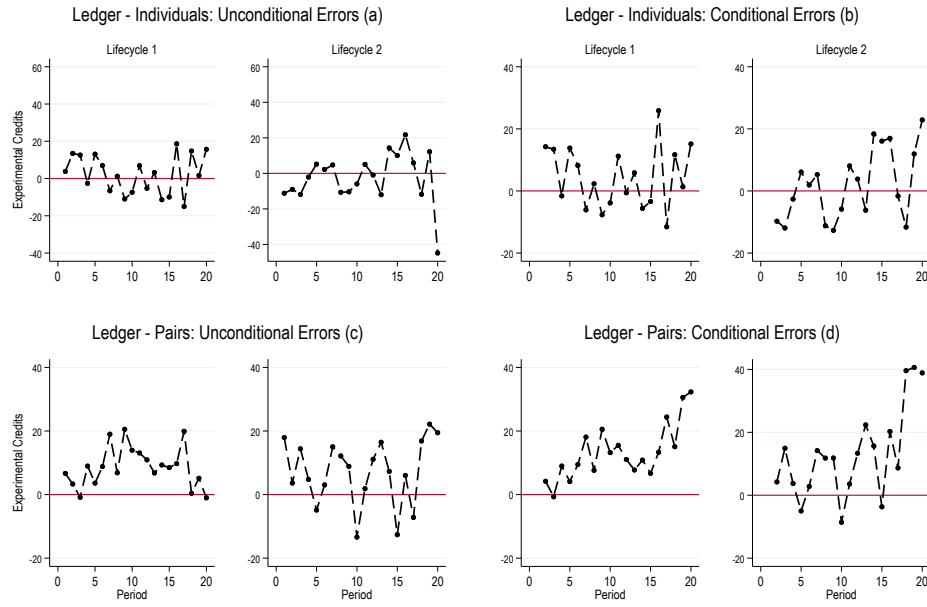 Ledger - Individuals: Unconditional Errors (a)
Lifecycle 1
Lifecycle 2
Experimental Credits
60
40
20
0
-20
-40
0 5 10 15 20
60
40
20
0
-20
-40
0 5 10 15 20
Ledger - Individuals: Conditional Errors (b)
Lifecycle 1
Lifecycle 2
40
20
0
-20
0 5 10 15 20
40
20
0
-20
0 5 10 15 20
Ledger - Pairs: Unconditional Errors (c)
Experimental Credits
40
20
0
-20
0 5 10 15 20
Period
40
20
0
-20
0 5 10 15 20
Period
Ledger - Pairs: Conditional Errors (d)
40
20
0
-20
0 5 10 15 20
Period
40
20
0
-20
0 5 10 15 20
Period